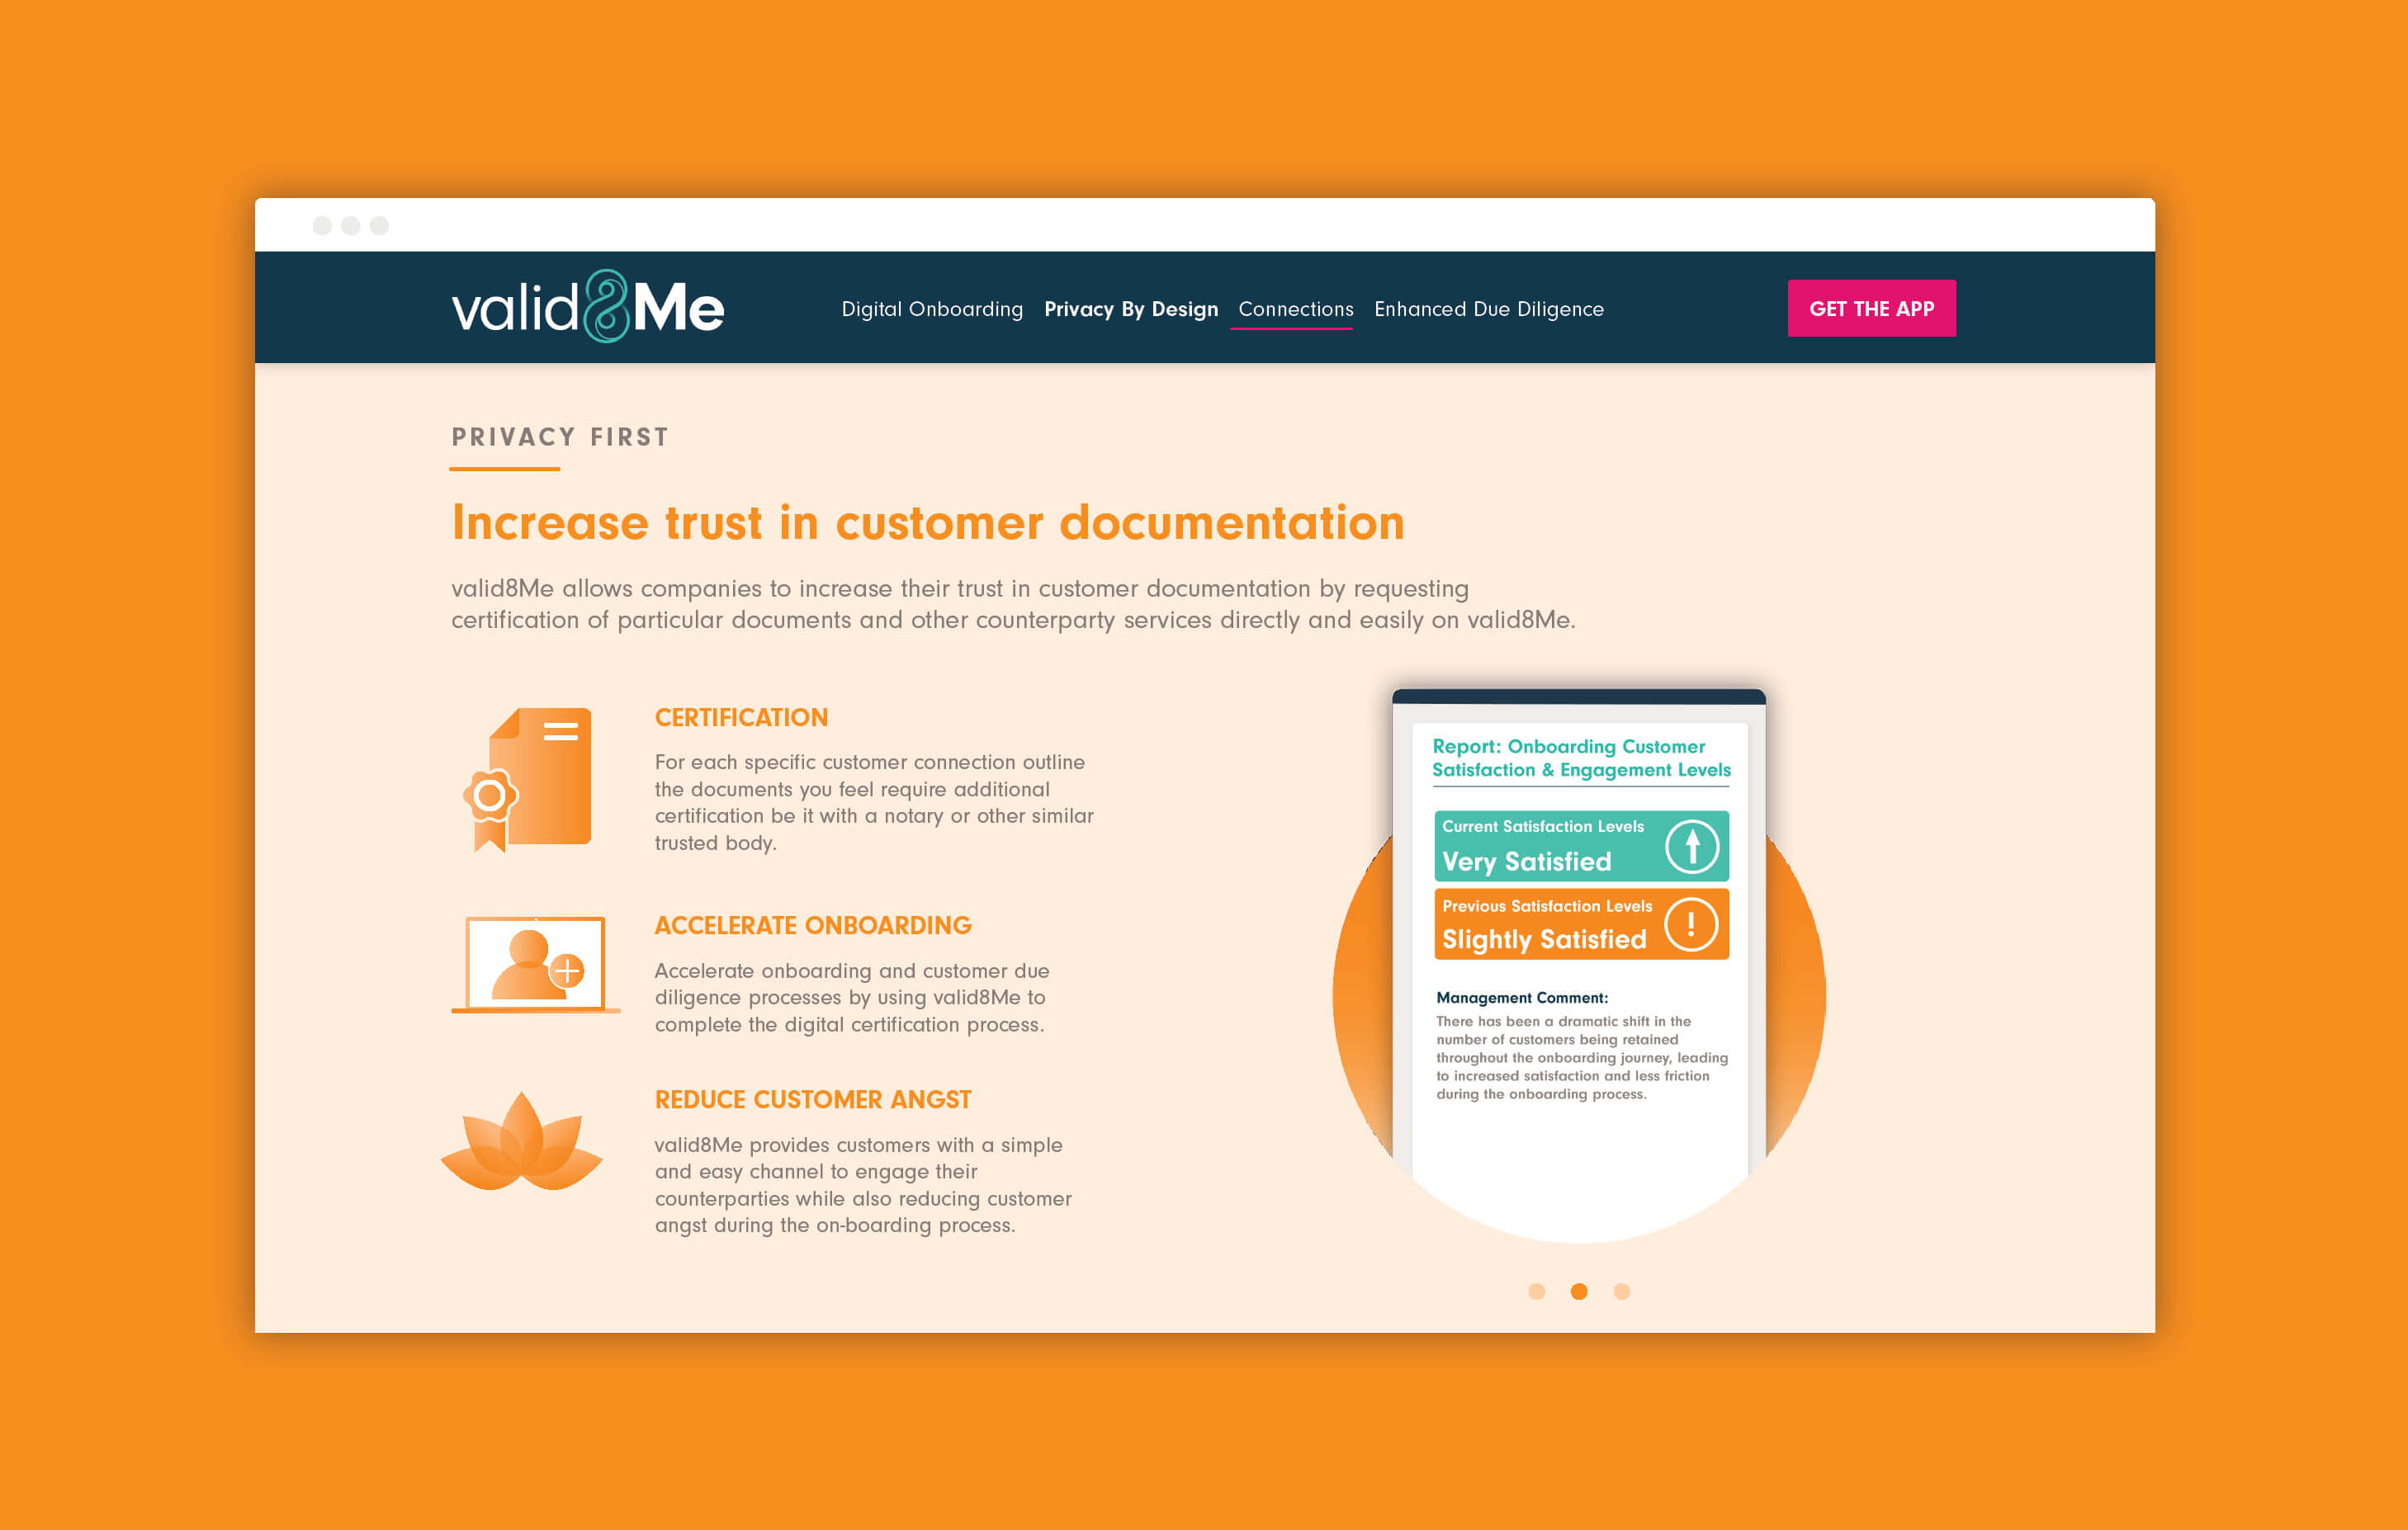 valid8Me
Digital Onboarding Privacy By Design Connections Enhanced Due Diligence
GET THE APP
PRIVACY FIRST
Increase trust in customer documentation
valid8Me allows companies to increase their trust in customer documentation by requesting
certification of particular documents and other counterparty services directly and easily on valid8Me.
CERTIFICATION
For each specific customer connection outline
the documents you feel require additional
certification be it with a notary or other similar
trusted body.
ACCELERATE ONBOARDING
Accelerate onboarding and customer due
diligence processes by using valid8Me to
complete the digital certification process.
REDUCE CUSTOMER ANGST
valid8Me provides customers with a simple
and easy channel to engage their
counterparties while also reducing customer
angst during the on-boarding process.
Report: Onboarding Customer
Satisfaction & Engagement Levels
Current Satisfaction Levels
Very Satisfied
Previous Satisfaction Levels
Slightly Satisfied
!
Management Comment:
There has been a dramatic shift in the
number of customers being retained
throughout the onboarding journey, leading
to increased satisfaction and less friction
during the onboarding process.